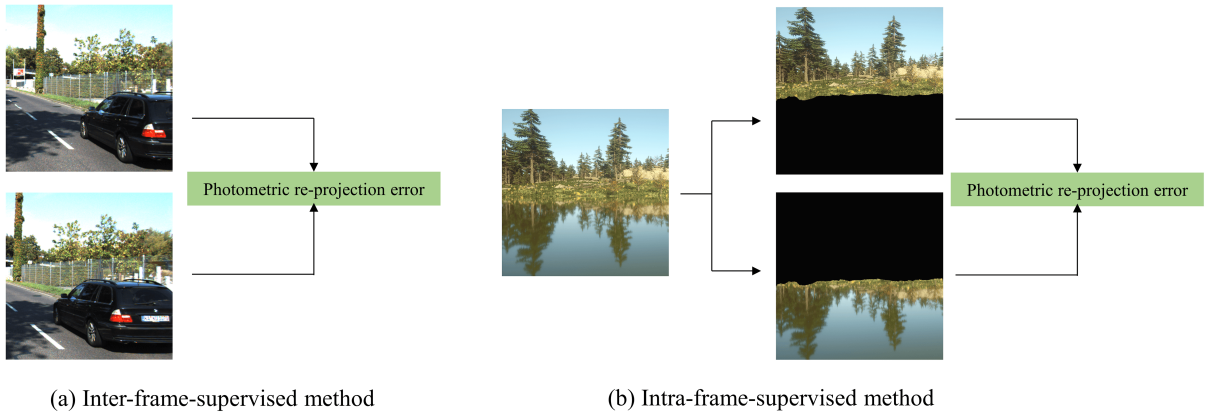 Photometric re-projection error
Photometric re-projection error
(a) Inter-frame-supervised method
(b) Intra-frame-supervised method